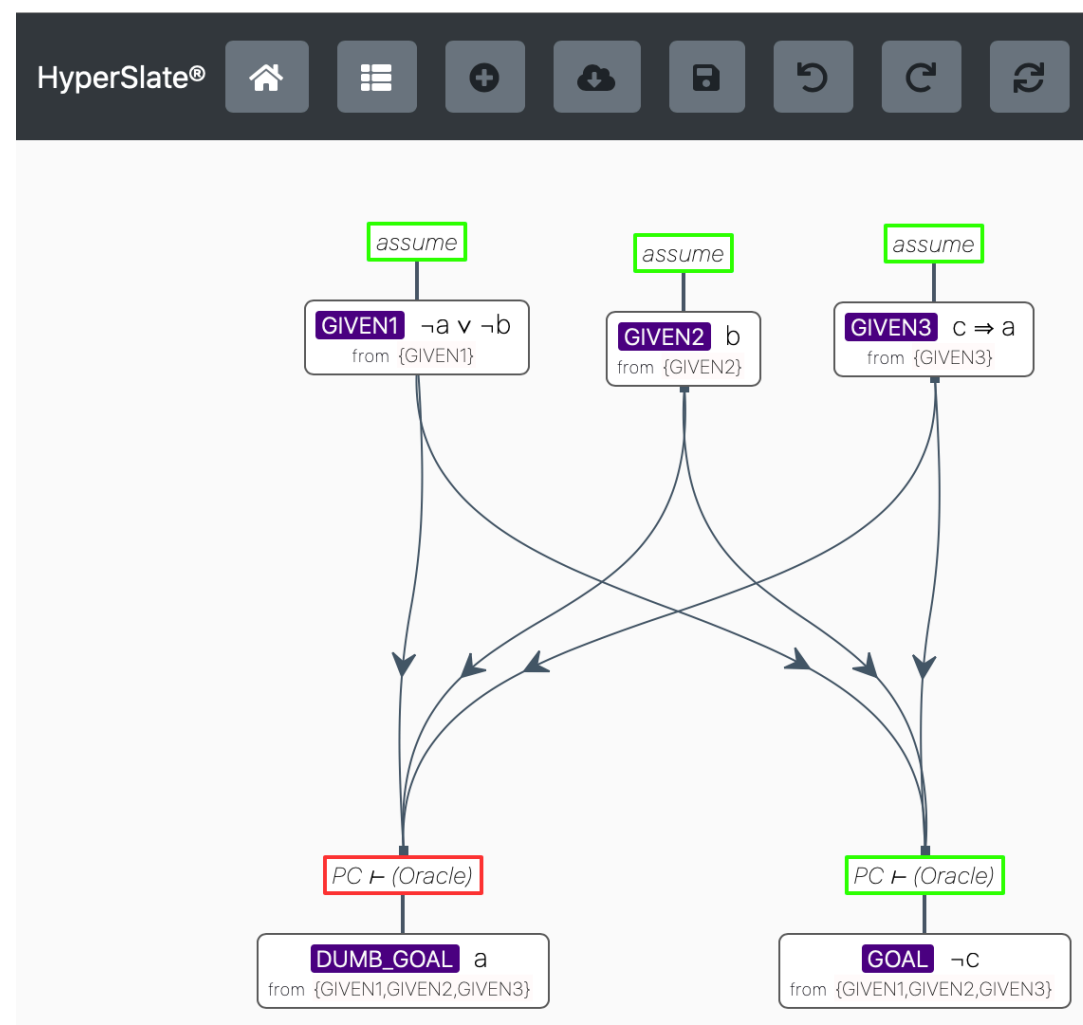 HyperSlate®
assume
assume
assume
GIVEN1 ¬a ∨ ¬b
from {GIVEN1}
GIVEN2 b
from {GIVEN2}
GIVEN3 c ⇒ a
from {GIVEN3}
PC ⊢ (Oracle)
PC ⊢ (Oracle)
DUMB_GOAL a
from {GIVEN1,GIVEN2,GIVEN3}
GOAL ¬c
from {GIVEN1,GIVEN2,GIVEN3}